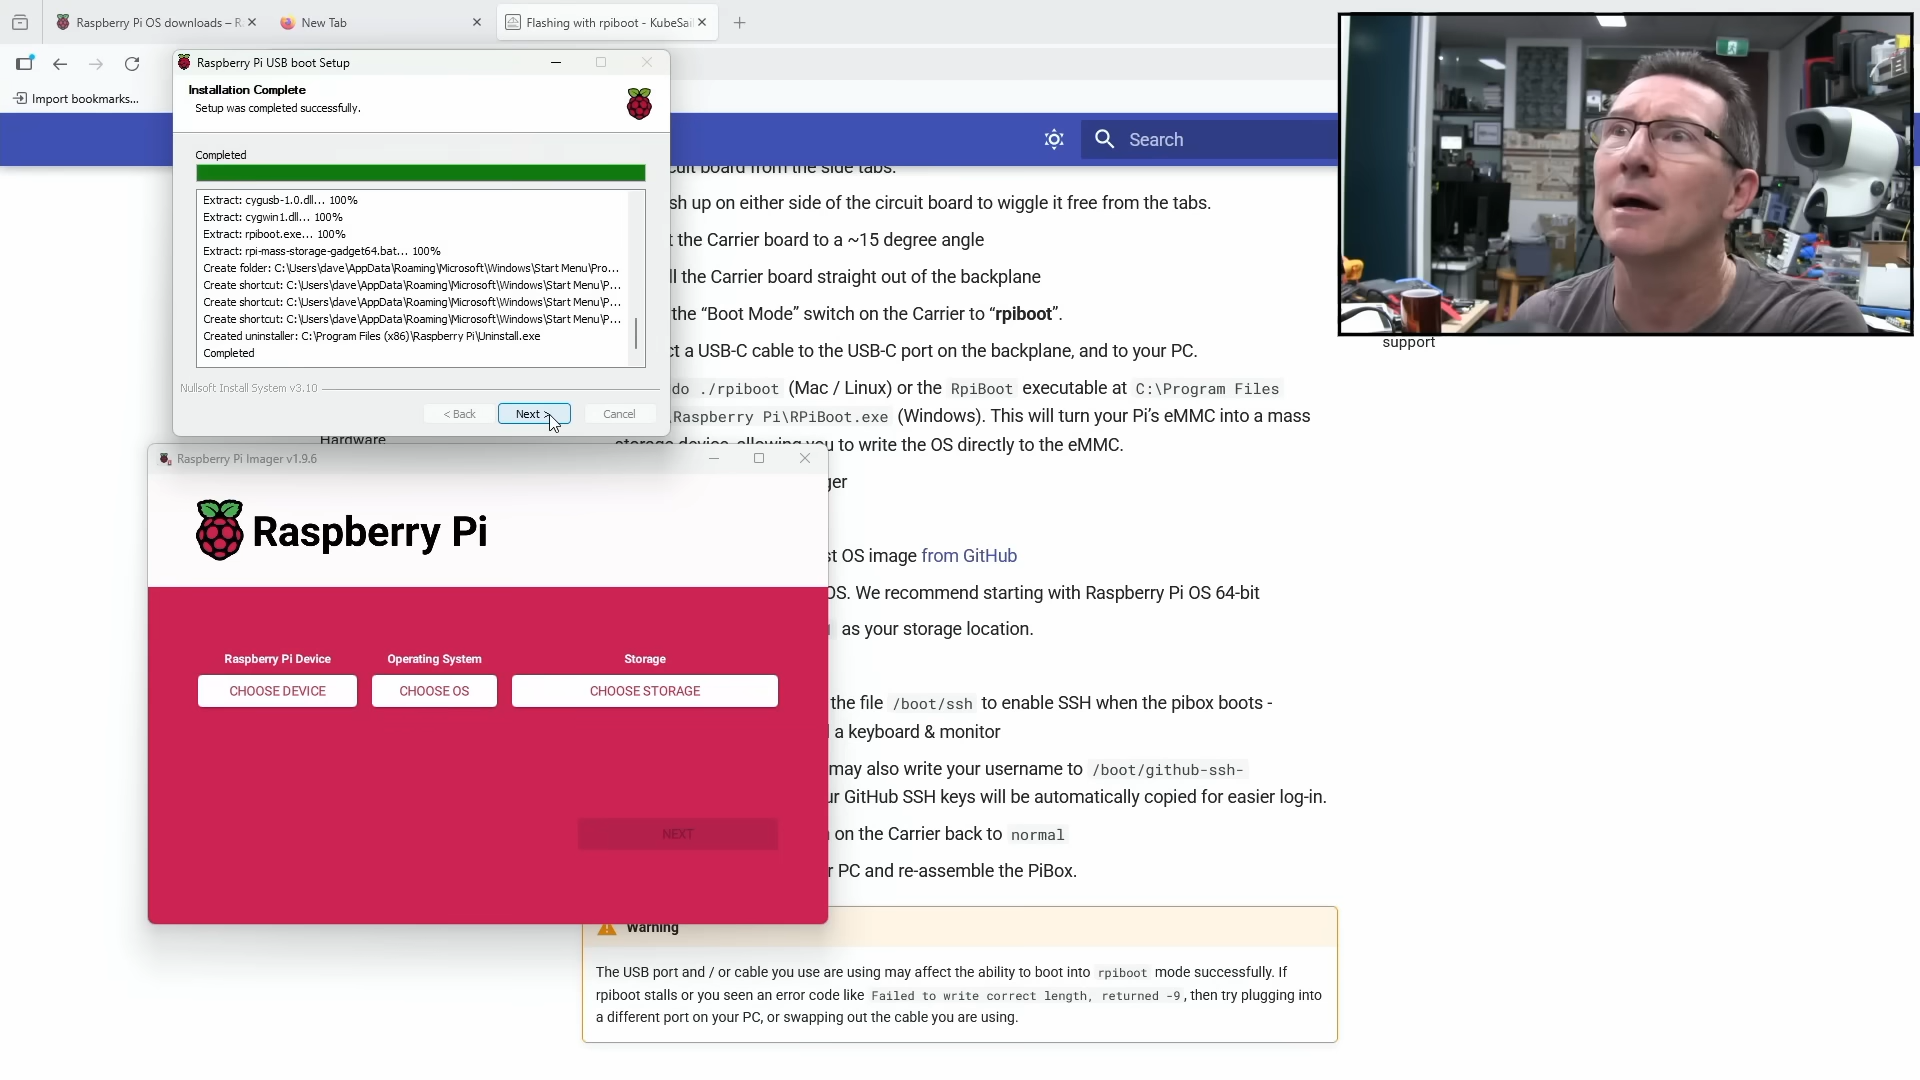 Raspberry Pi OS downloads – R
New Tab
Flashing with rpiboot - KubeSai
Import bookmarks...
Raspberry Pi USB boot Setup
Installation Complete
Setup was completed successfully.
Completed
Extract: cygusb-1.0.dll... 100%
Extract: cygwin1.dll... 100%
Extract: rpiboot.exe... 100%
Extract: rpi-mass-storage-gadget64.bat... 100%
Create folder: C:\Users\dave\AppData\Roaming\Microsoft\Windows\Start Menu\Pro...
Create shortcut: C:\Users\dave\AppData\Roaming\Microsoft\Windows\Start Menu\P...
Create shortcut: C:\Users\dave\AppData\Roaming\Microsoft\Windows\Start Menu\P...
Create shortcut: C:\Users\dave\AppData\Roaming\Microsoft\Windows\Start Menu\P...
Created uninstaller: C:\Program Files (x86)\Raspberry Pi\Uninstall.exe
Completed
Nullsoft Install System v3.10
< Back
Next >
Cancel
Hardware
Raspberry Pi Imager v1.9.6
Raspberry Pi
Raspberry Pi Device
Operating System
Storage
CHOOSE DEVICE
CHOOSE OS
CHOOSE STORAGE
NEXT
Search
cuit board from the side tabs.
sh up on either side of the circuit board to wiggle it free from the tabs.
t the Carrier board to a ~15 degree angle
ll the Carrier board straight out of the backplane
the “Boot Mode” switch on the Carrier to “rpiboot”.
ct a USB-C cable to the USB-C port on the backplane, and to your PC.
do ./rpiboot (Mac / Linux) or the RpiBoot executable at C:\Program Files
Raspberry Pi\RPiBoot.exe (Windows). This will turn your Pi’s eMMC into a mass
storage device, allowing you to write the OS directly to the eMMC.
ger
st OS image from GitHub
OS. We recommend starting with Raspberry Pi OS 64-bit
as your storage location.
the file /boot/ssh to enable SSH when the pibox boots -
a keyboard & monitor
may also write your username to /boot/github-ssh-
ur GitHub SSH keys will be automatically copied for easier log-in.
on the Carrier back to normal
r PC and re-assemble the PiBox.
Warning
The USB port and / or cable you use are using may affect the ability to boot into rpiboot mode successfully. If
rpiboot stalls or you seen an error code like Failed to write correct length, returned -9, then try plugging into
a different port on your PC, or swapping out the cable you are using.
support